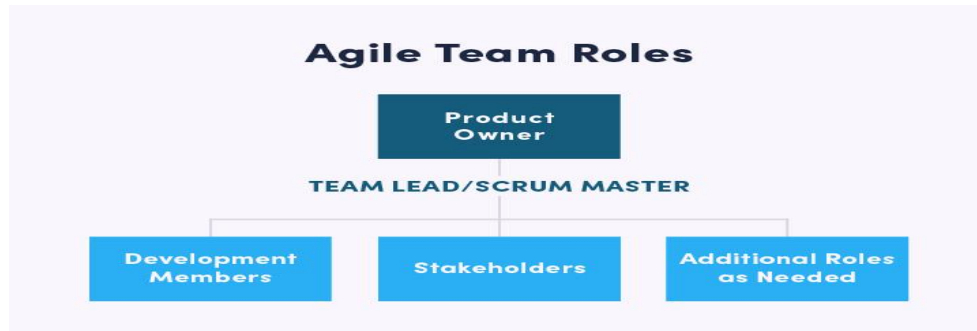 Agile Team Roles
Product
Owner
TEAM LEAD/SCRUM MASTER
Development
Members
Stakeholders
Additional Roles
as Needed